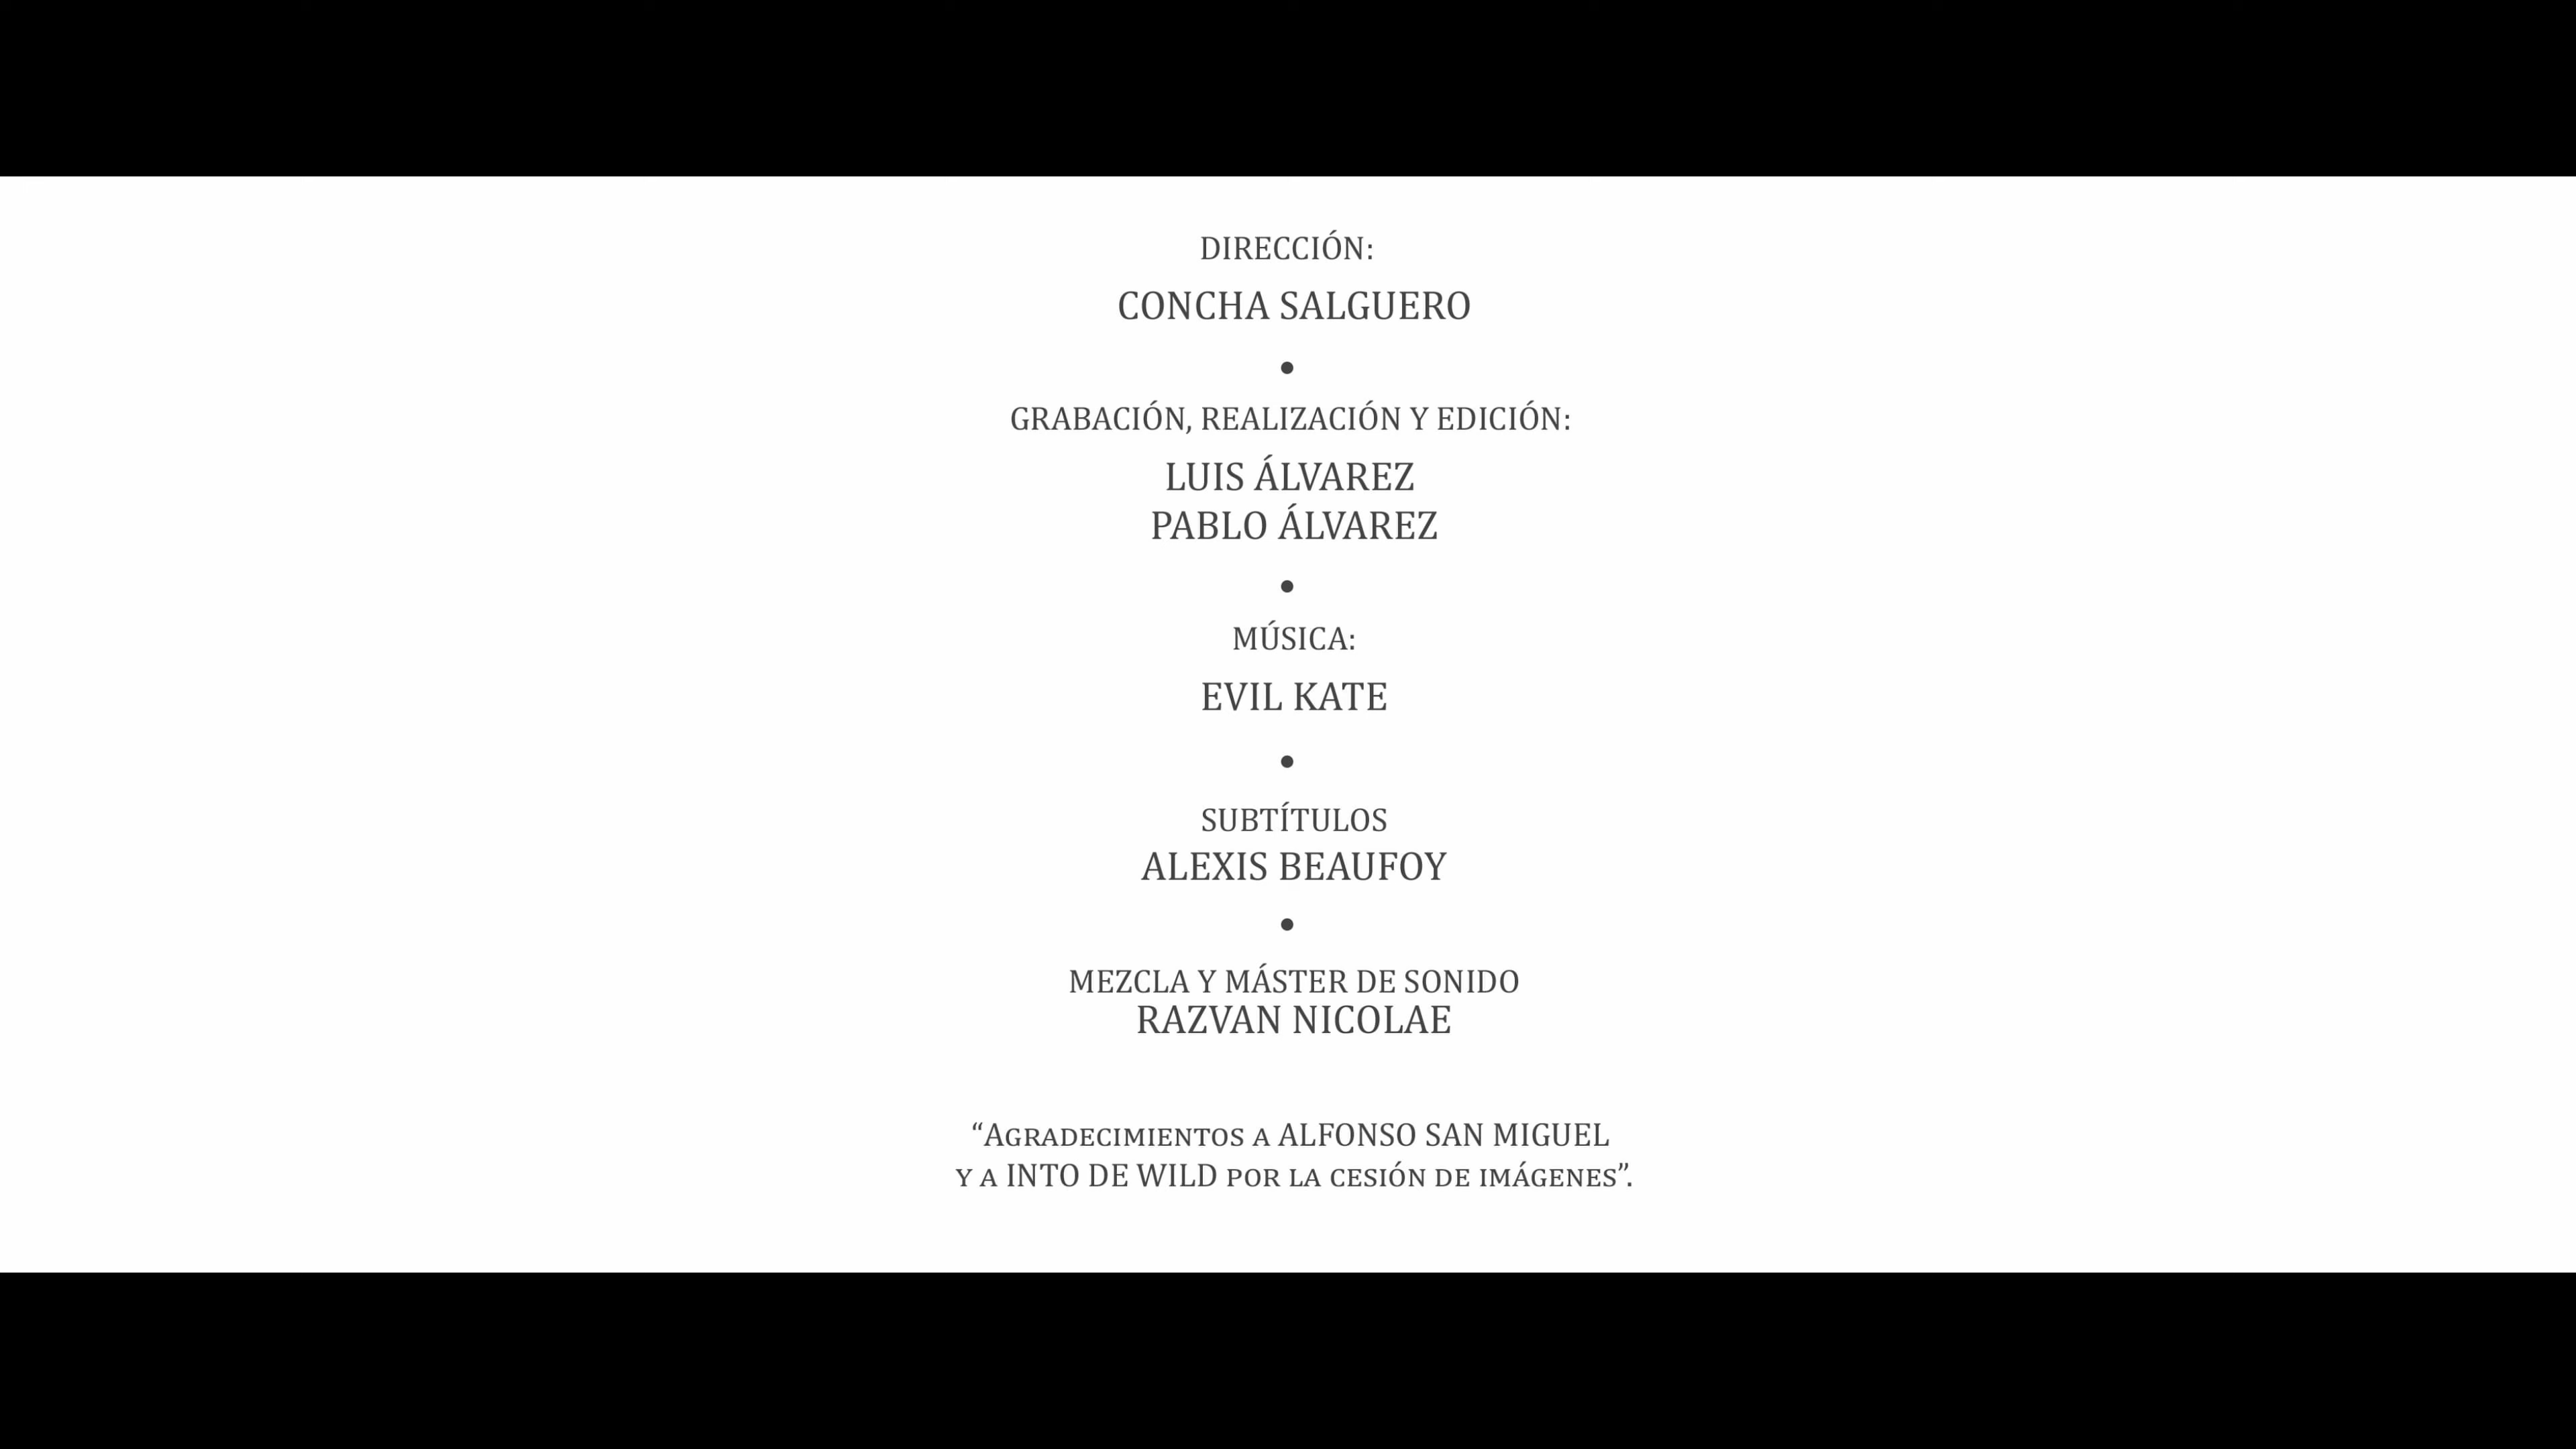 DIRECCIÓN:
CONCHA SALGUERO
•
GRABACIÓN, REALIZACIÓN Y EDICIÓN:
LUIS ÁLVAREZ
PABLO ÁLVAREZ
•
MÚSICA:
EVIL KATE
•
SUBTÍTULOS
ALEXIS BEAUFOY
•
MEZCLA Y MÁSTER DE SONIDO
RAZVAN NICOLAE
“AGRADECIMIENTOS A ALFONSO SAN MIGUEL
Y A INTO DE WILD POR LA CESIÓN DE IMÁGENES”.